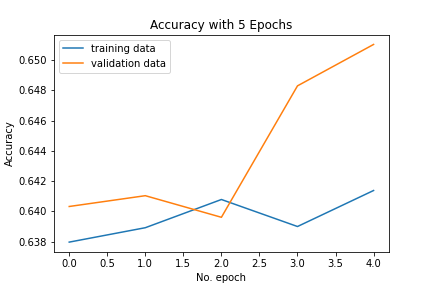 Accuracy with 5 Epochs
training data
validation data
0.650
0.648
0.646
0.644
0.642
0.640
0.638
Accuracy
0.0 0.5 1.0 1.5 2.0 2.5 3.0 3.5 4.0
No. epoch